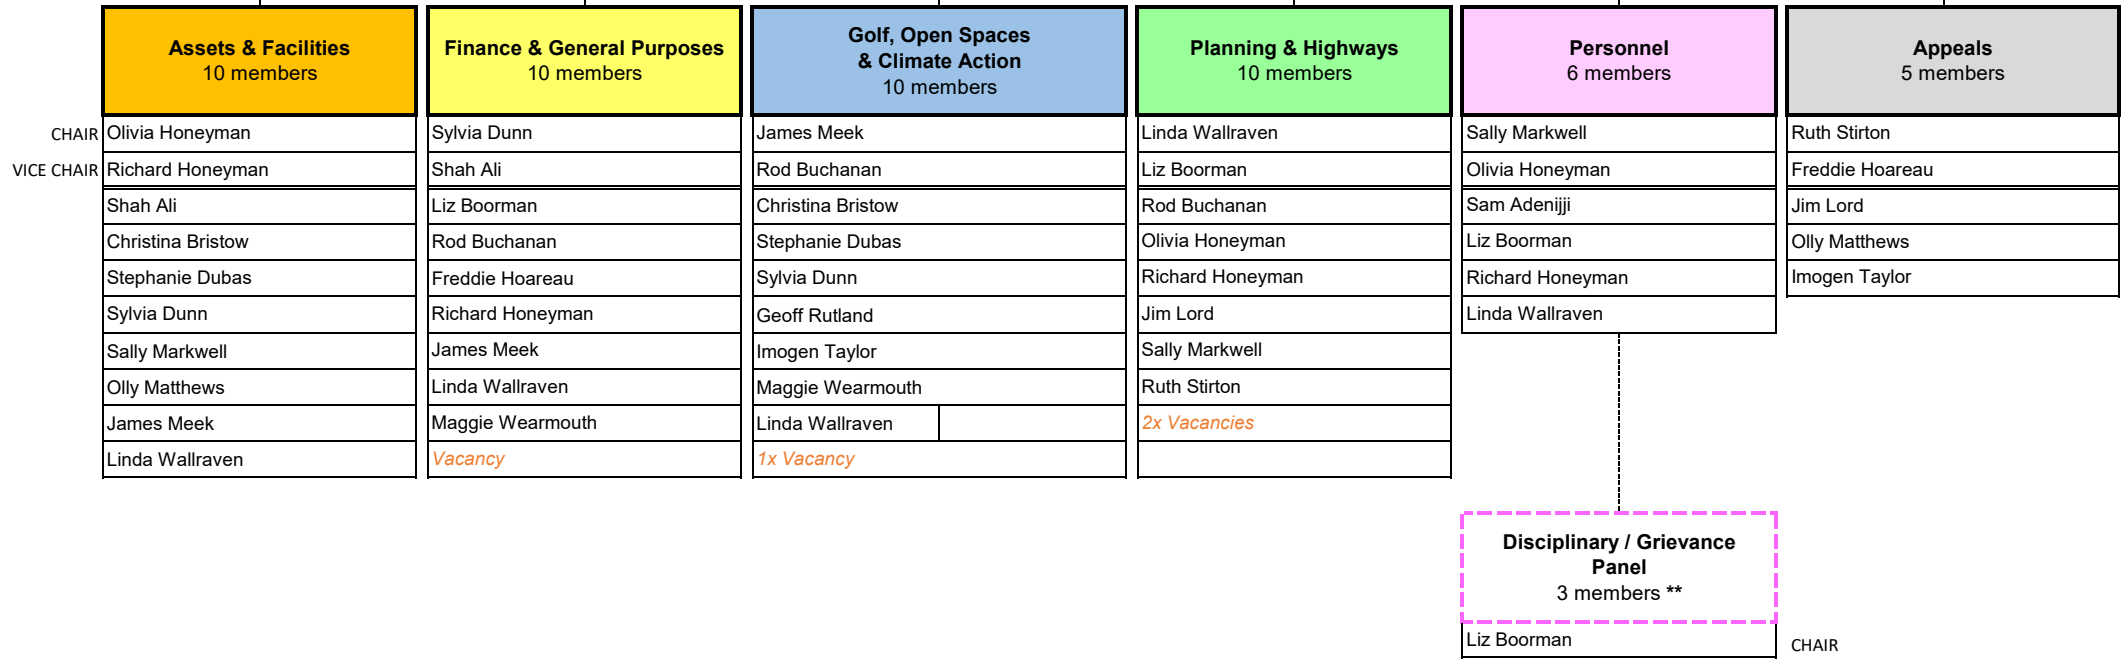 Assets & Facilities
10 members
Finance & General Purposes
10 members
Golf, Open Spaces
& Climate Action
10 members
Planning & Highways
10 members
Personnel
6 members
Appeals
5 members
CHAIR Olivia Honeyman Sylvia Dunn James Meek Linda Wallraven Sally Markwell Ruth Stirton
VICE CHAIR Richard Honeyman Shah Ali Rod Buchanan Liz Boorman Olivia Honeyman Freddie Hoareau
Shah Ali Liz Boorman Christina Bristow Rod Buchanan Sam Adenijji Jim Lord
Christina Bristow Rod Buchanan Stephanie Dubas Olivia Honeyman Liz Boorman Olly Matthews
Stephanie Dubas Freddie Hoareau Sylvia Dunn Richard Honeyman Richard Honeyman Imogen Taylor
Sylvia Dunn Richard Honeyman Geoff Rutland Jim Lord Linda Wallraven
Sally Markwell James Meek Imogen Taylor Sally Markwell
Olly Matthews Linda Wallraven Maggie Wearmouth Ruth Stirton
James Meek Maggie Wearmouth Linda Wallraven 2x Vacancies
Linda Wallraven Vacancy 1x Vacancy
Disciplinary / Grievance
Panel
3 members **
Liz Boorman CHAIR